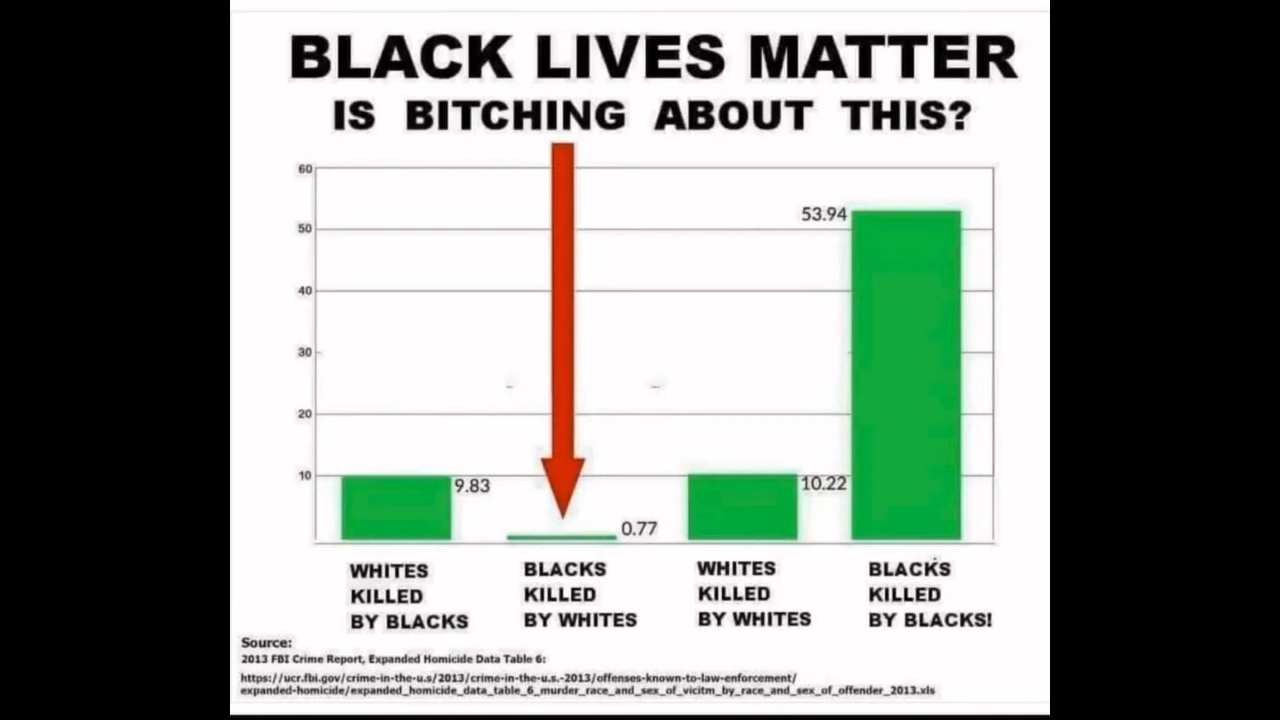 BLACK LIVES MATTER
IS BITCHING ABOUT THIS?
60
50
40
30
20
10
53.94
9.83
0.77
10.22
WHITES
KILLED
BY BLACKS
BLACKS
KILLED
BY WHITES
WHITES
KILLED
BY WHITES
BLACKS
KILLED
BY BLACKS!
Source:
2013 FBI Crime Report, Expanded Homicide Data Table 6:
https://ucr.fbi.gov/crime-in-the-u.s/2013/crime-in-the-u.s.-2013/offenses-known-to-law-enforcement/
expanded-homicide/expanded_homicide_data_table_6_murder_race_and_sex_of_vicitm_by_race_and_sex_of_offender_2013.xls